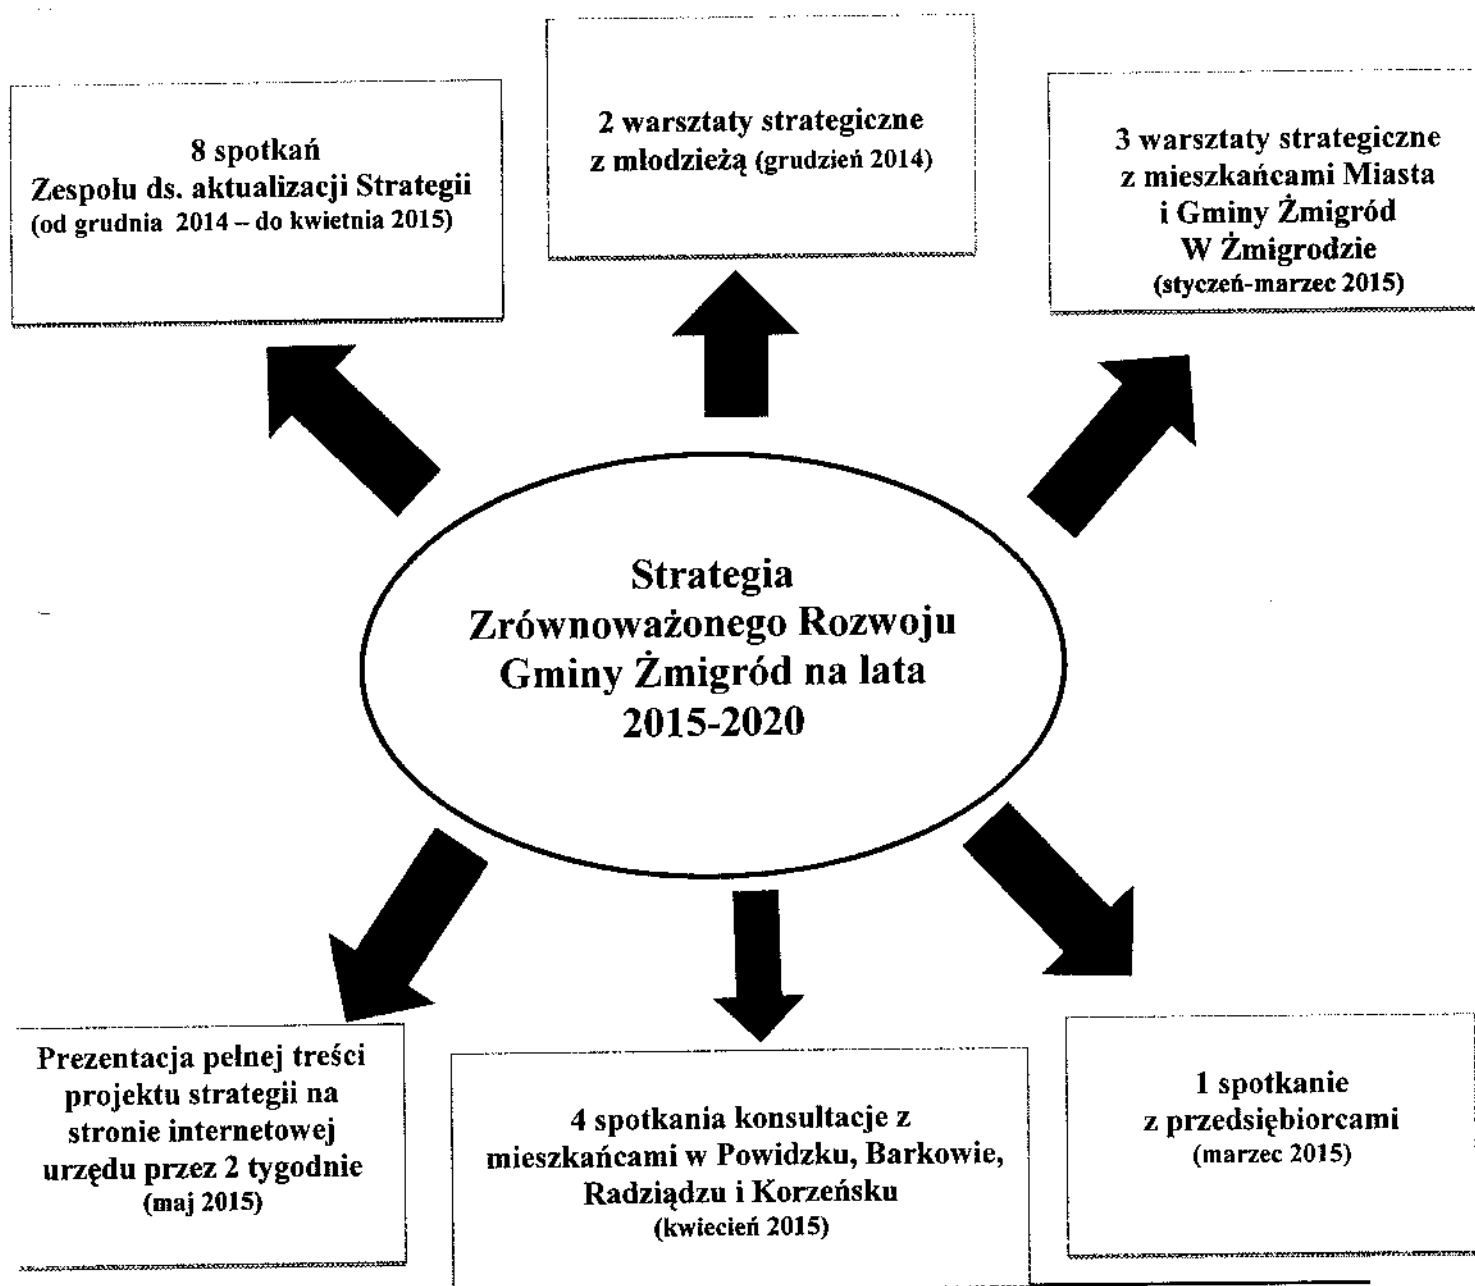 8 spotkań
Zespołu ds. aktualizacji Strategii
(od grudnia 2014 – do kwietnia 2015)
2 warsztaty strategiczne
z młodzieżą (grudzień 2014)
3 warsztaty strategiczne
z mieszkańcami Miasta
i Gminy Żmigród
W Żmigrodzie
(styczeń-marzec 2015)
Strategia
Zrównoważonego Rozwoju
Gminy Żmigród na lata
2015-2020
Prezentacja pełnej treści
projektu strategii na
stronie internetowej
urzędu przez 2 tygodnie
(maj 2015)
4 spotkania konsultacje z
mieszkańcami w Powidzku, Barkowie,
Radziądzu i Korzeńsku
(kwiecień 2015)
1 spotkanie
z przedsiębiorcami
(marzec 2015)